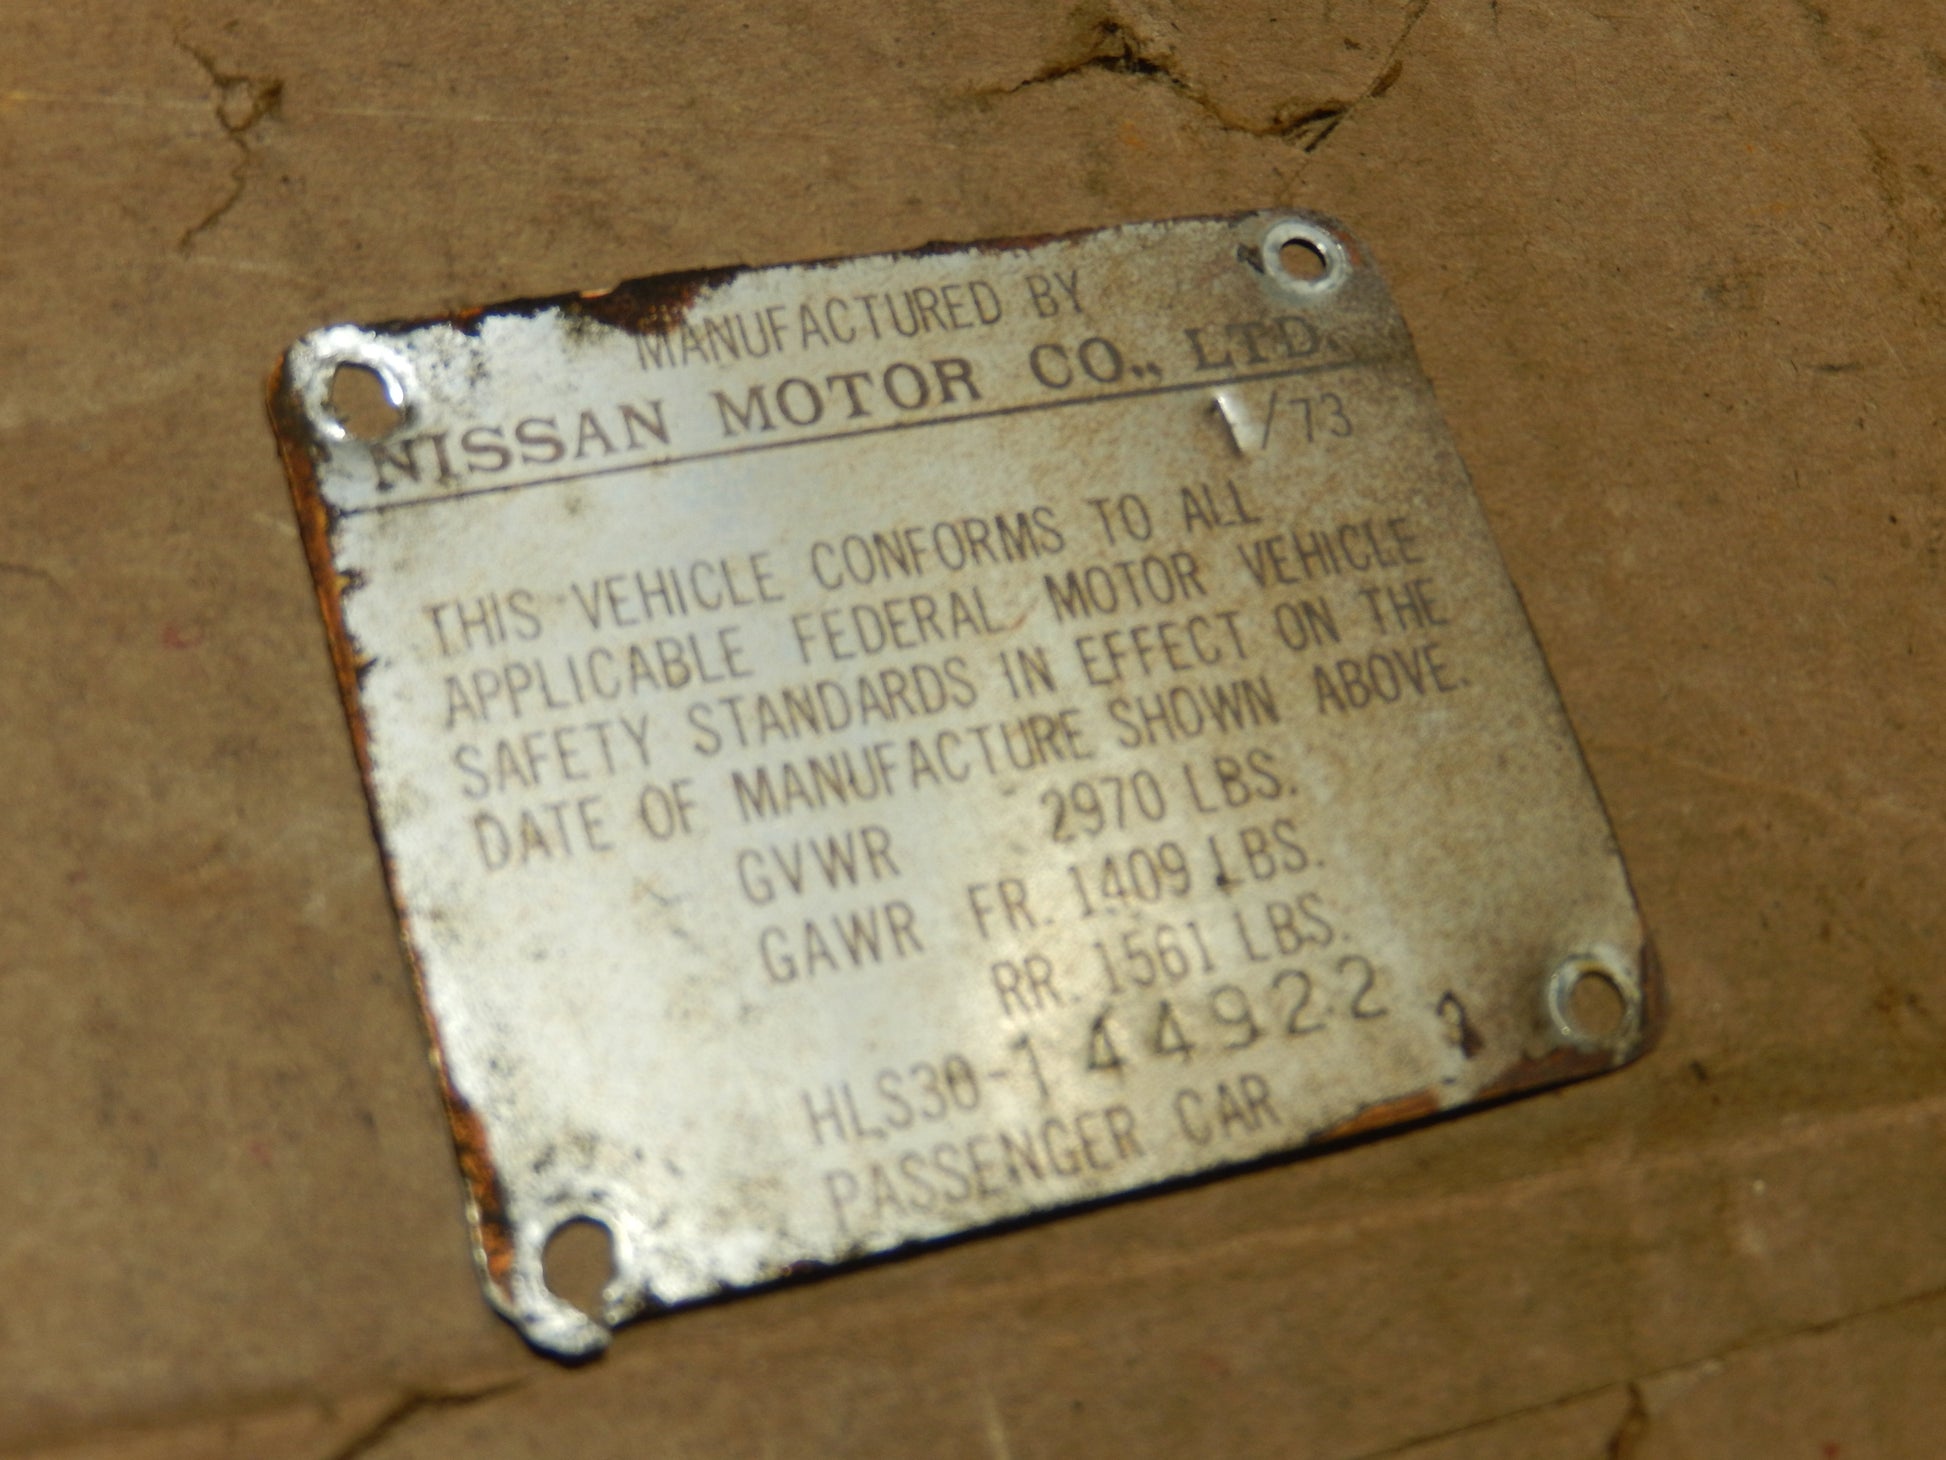 MANUFACTURED BY
NISSAN MOTOR CO., LTD.
1/73
THIS VEHICLE CONFORMS TO ALL
APPLICABLE FEDERAL MOTOR VEHICLE
SAFETY STANDARDS IN EFFECT ON THE
DATE OF MANUFACTURE SHOWN ABOVE.
GVWR 2970 LBS.
GAWR FR. 1409 LBS.
RR. 1561 LBS.
HLS30-144922
PASSENGER CAR